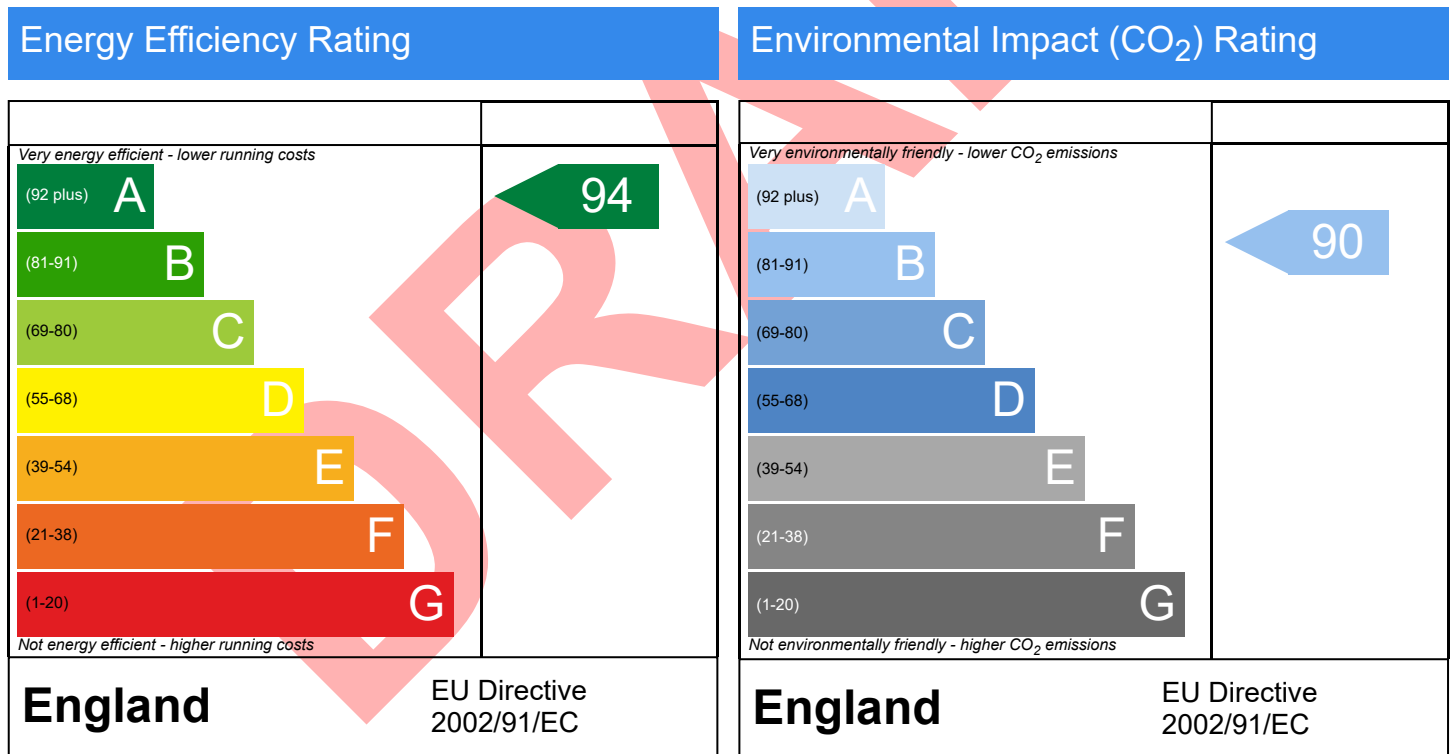 Energy Efficiency Rating
Very energy efficient - lower running costs
(92 plus) A
94
(81-91) B
(69-80) C
(55-68) D
(39-54) E
(21-38) F
(1-20) G
Not energy efficient - higher running costs
England
EU Directive
2002/91/EC
Environmental Impact (CO₂) Rating
Very environmentally friendly - lower CO₂ emissions
(92 plus) A
(81-91) B
90
(69-80) C
(55-68) D
(39-54) E
(21-38) F
(1-20) G
Not environmentally friendly - higher CO₂ emissions
England
EU Directive
2002/91/EC